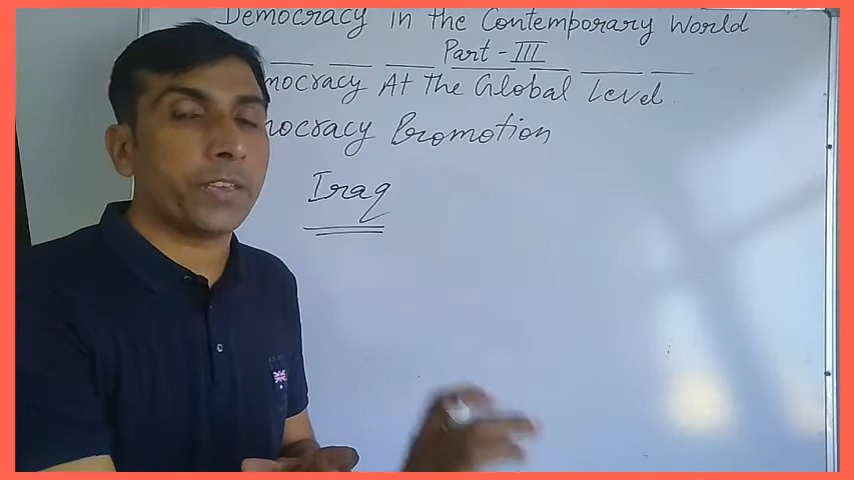 Democracy in the Contemporary World
Part - III
mocracy At The Global Level
mocracy Promotion
Iraq